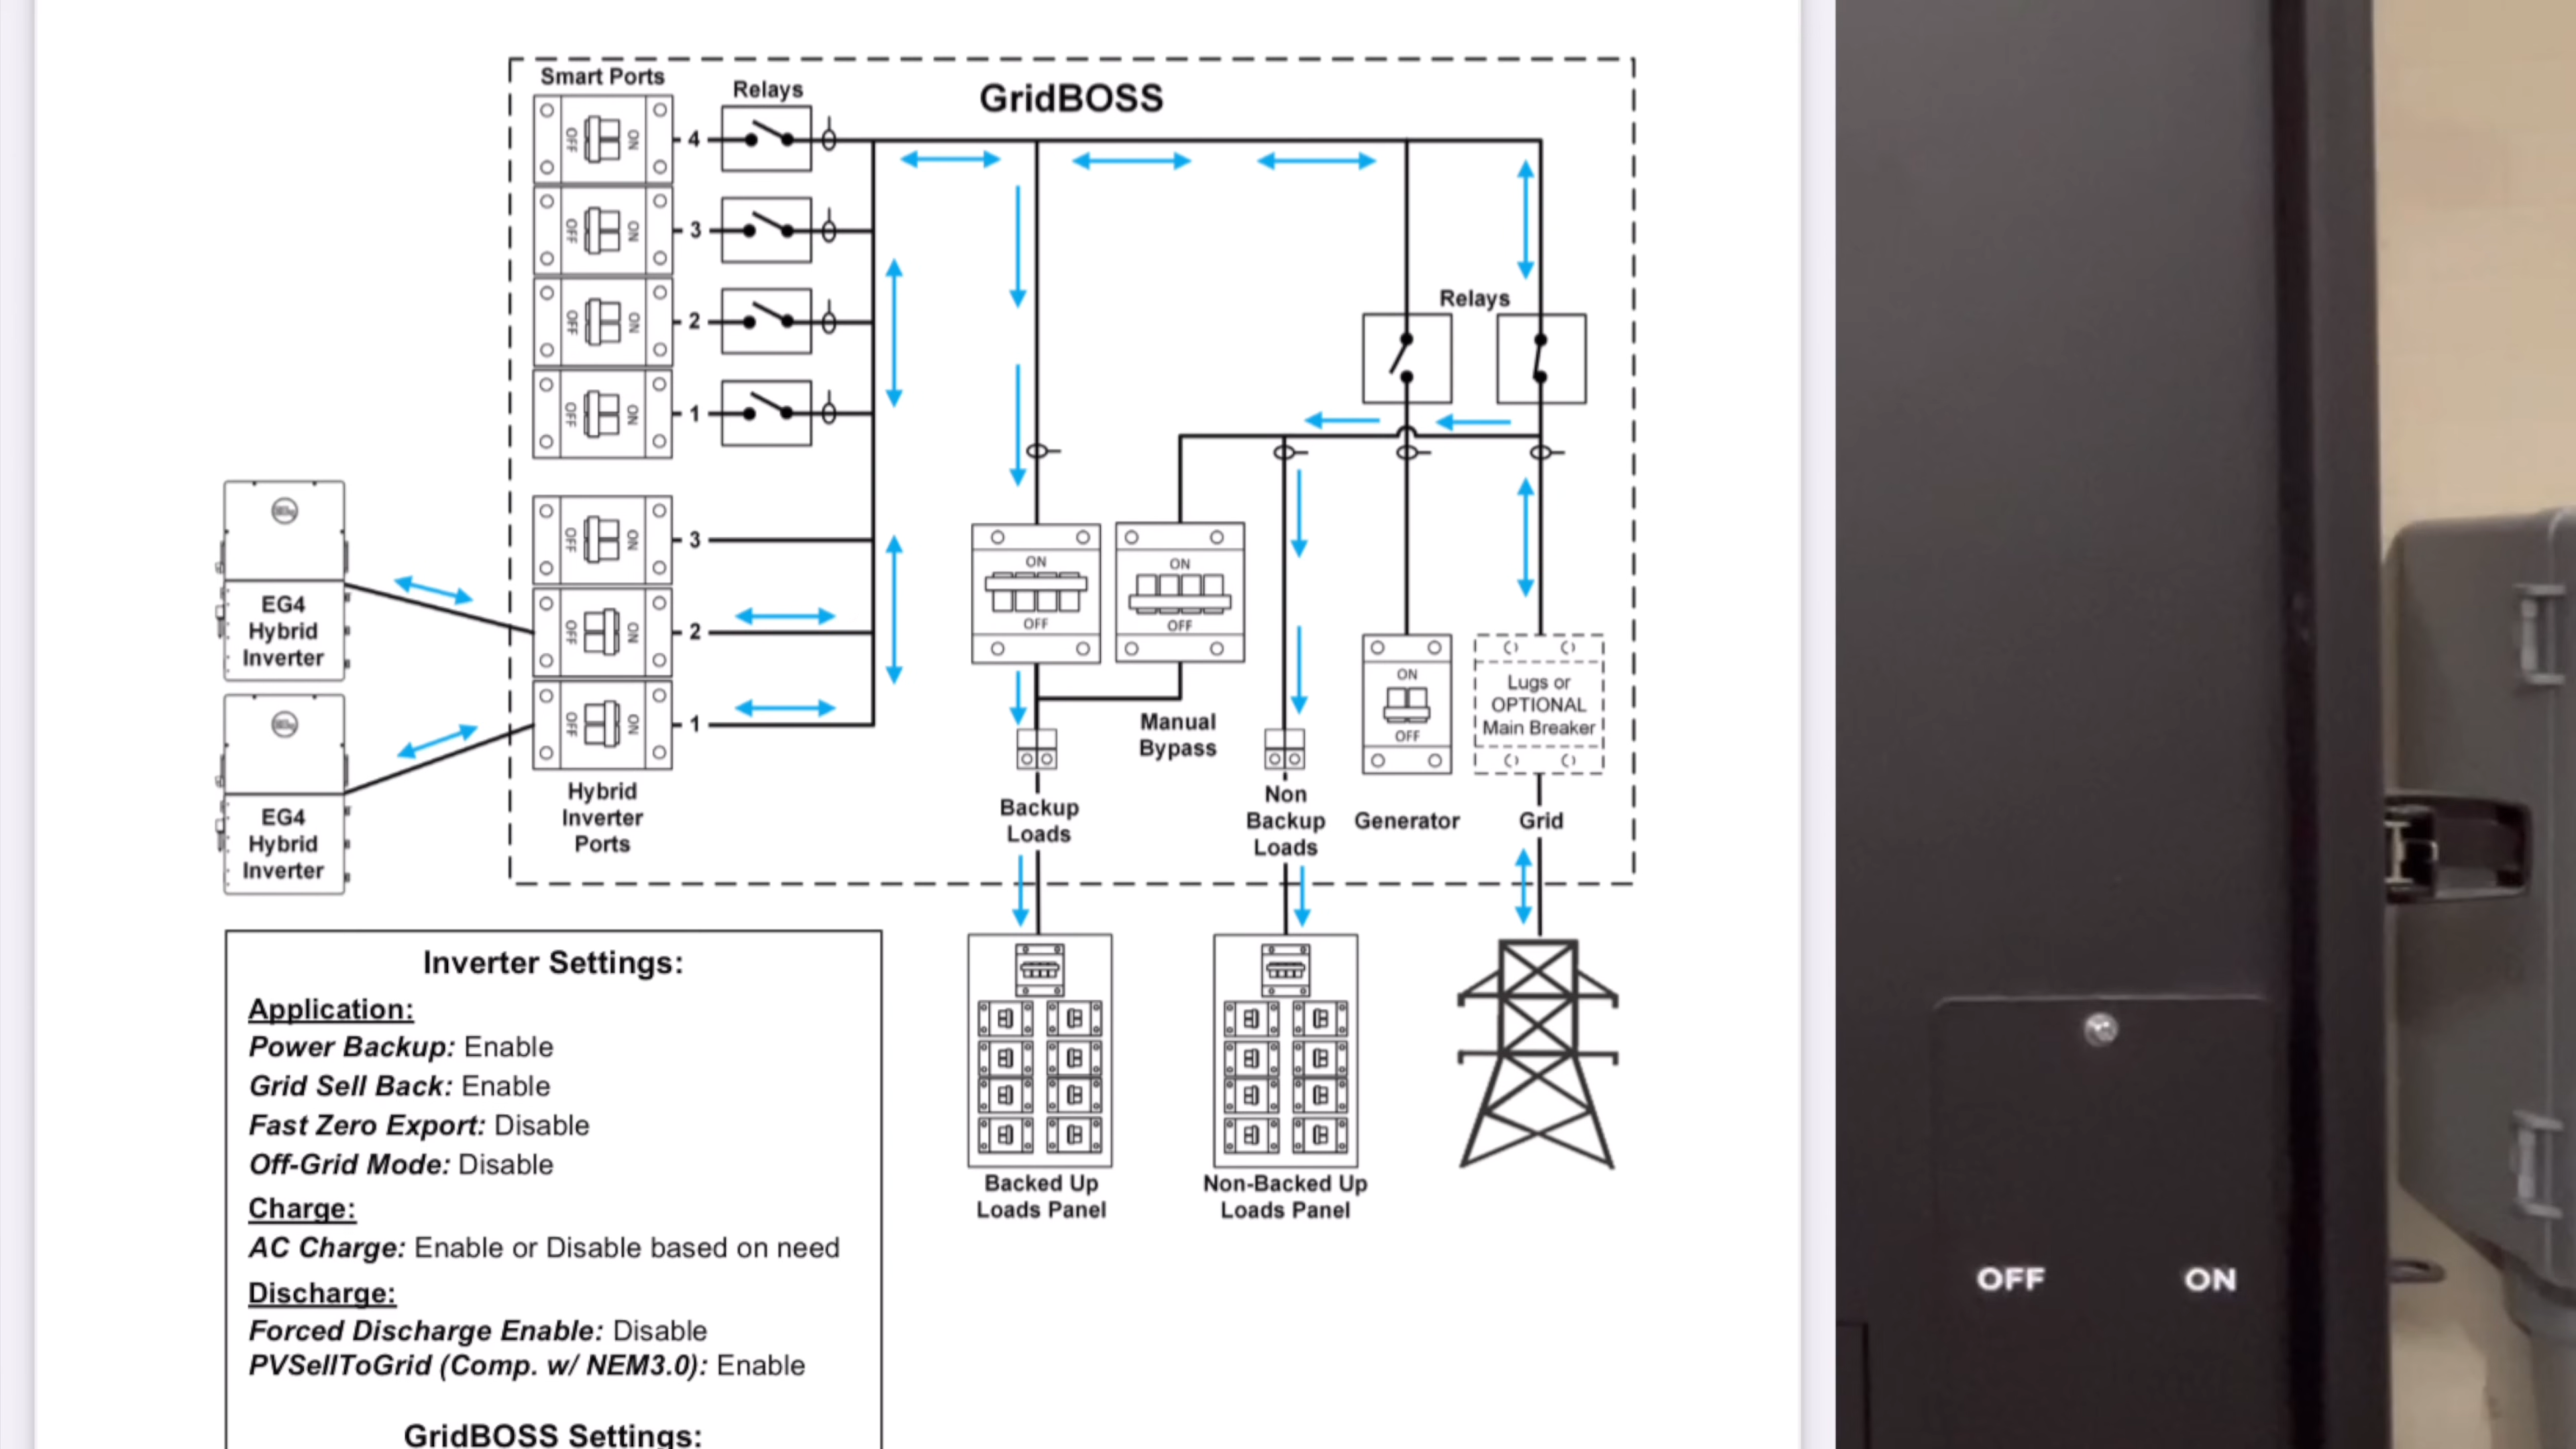 GridBOSS
Smart Ports
Relays
OFF
ON
4
OFF
ON
3
OFF
ON
2
OFF
ON
1
Relays
OFF
ON
3
OFF
ON
2
OFF
ON
1
Hybrid
Inverter
Ports
EG4
Hybrid
Inverter
EG4
Hybrid
Inverter
ON
OFF
ON
OFF
Manual
Bypass
ON
OFF
Lugs or
OPTIONAL
Main Breaker
Backup
Loads
Non
Backup
Loads
Generator
Grid
Backed Up
Loads Panel
Non-Backed Up
Loads Panel
Inverter Settings:
Application:
Power Backup: Enable
Grid Sell Back: Enable
Fast Zero Export: Disable
Off-Grid Mode: Disable
Charge:
AC Charge: Enable or Disable based on need
Discharge:
Forced Discharge Enable: Disable
PVSellToGrid (Comp. w/ NEM3.0): Enable
GridBOSS Settings:
OFF
ON